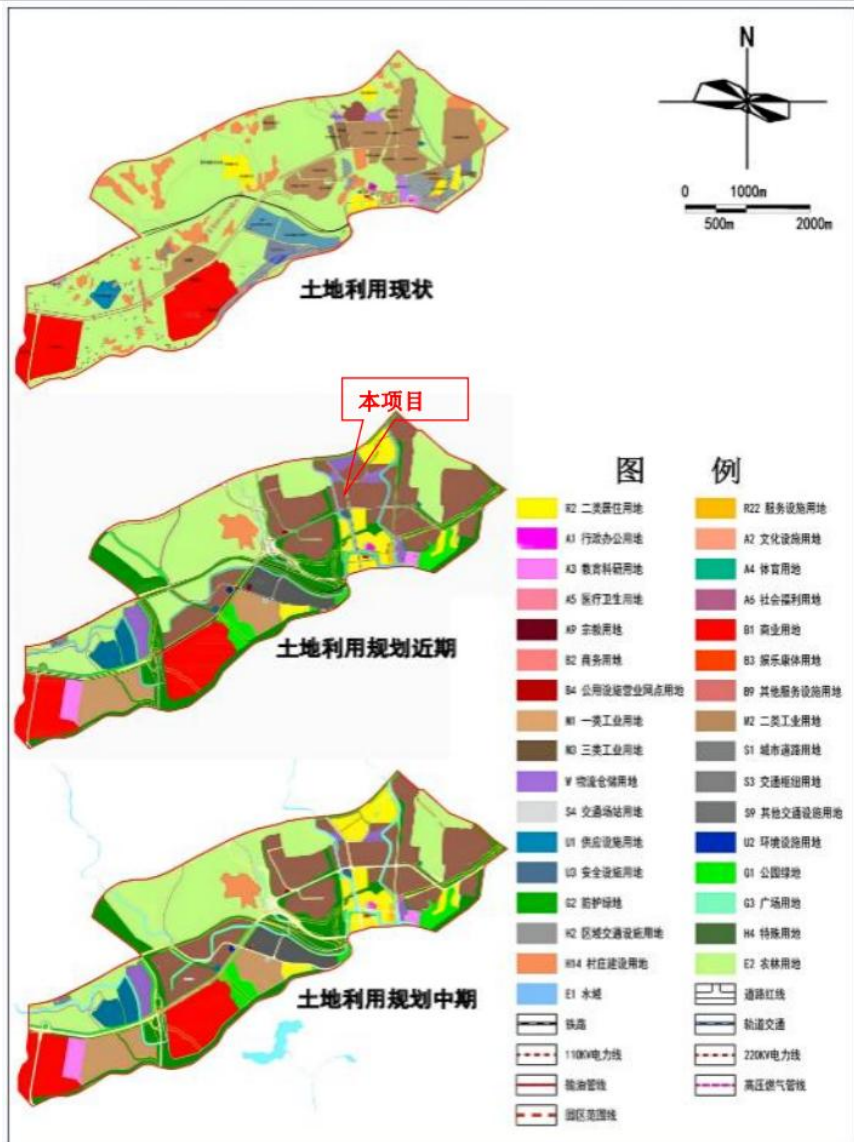 N
0 1000m
500m 2000m
土地利用现状
本项目
土地利用规划近期
土地利用规划中期
图 例
R2 二类居住用地 R22 服务设施用地
A1 行政办公用地 A2 文化设施用地
A3 教育科研用地 A4 体育用地
A5 医疗卫生用地 A6 社会福利用地
A9 宗教用地 B1 商业用地
B2 商务用地 B3 娱乐康体用地
B4 公用设施营业网点用地 B9 其他服务设施用地
M1 一类工业用地 M2 二类工业用地
M3 三类工业用地 S1 城市道路用地
W 物流仓储用地 S3 交通枢纽用地
S4 交通场站用地 S9 其他交通设施用地
U1 供应设施用地 U2 环境设施用地
U3 安全设施用地 G1 公园绿地
G2 防护绿地 G3 广场用地
H2 区域交通设施用地 H4 特殊用地
H14 村庄建设用地 E2 农林用地
E1 水域 道路红线
铁路 轨道交通
110KV电力线 220KV电力线
输油管线 高压燃气管线
园区范围线